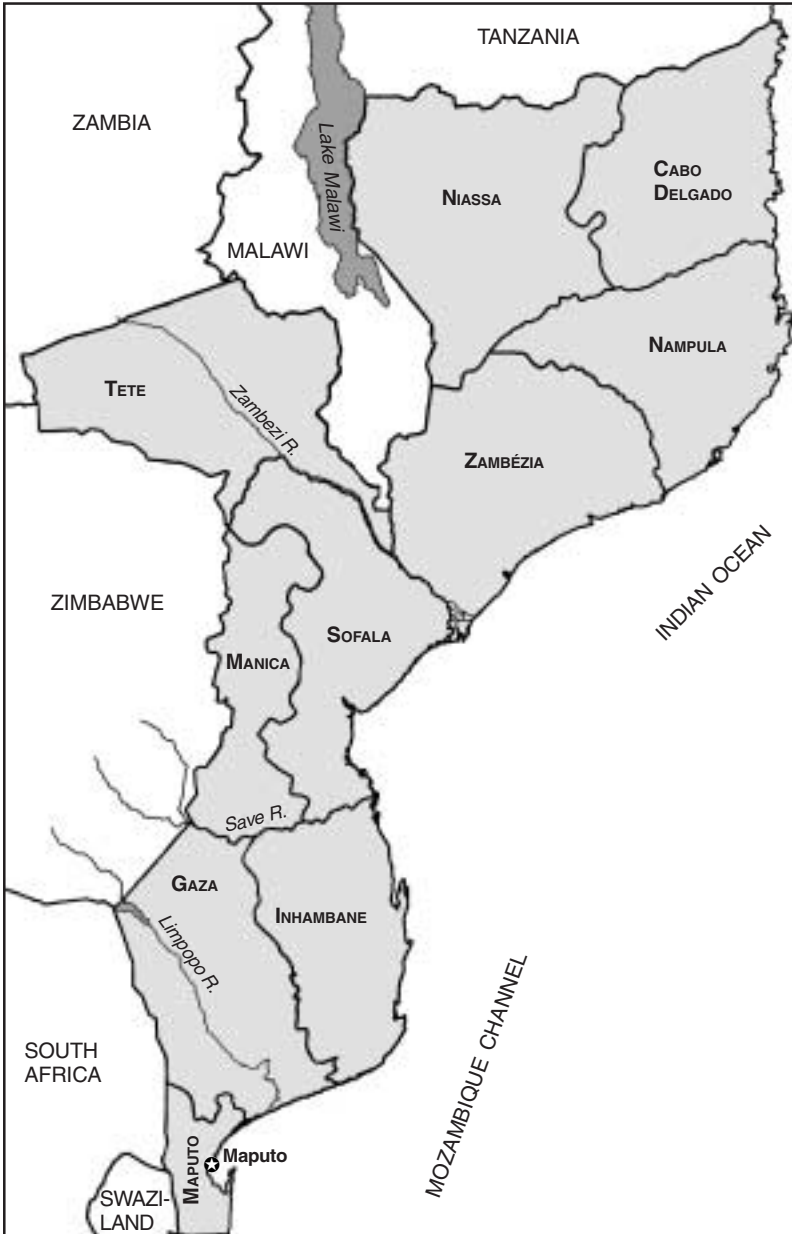 TANZANIA
ZAMBIA
Lake Malawi
CABO
DELGADO
NIASSA
MALAWI
NAMPULA
TETE
Zambezi R.
ZAMBÉZIA
INDIAN OCEAN
ZIMBABWE
SOFALA
MANICA
Save R.
GAZA
INHAMBANE
Limpopo R.
MOZAMBIQUE CHANNEL
SOUTH
AFRICA
MAPUTO
Maputo
SWAZI-
LAND